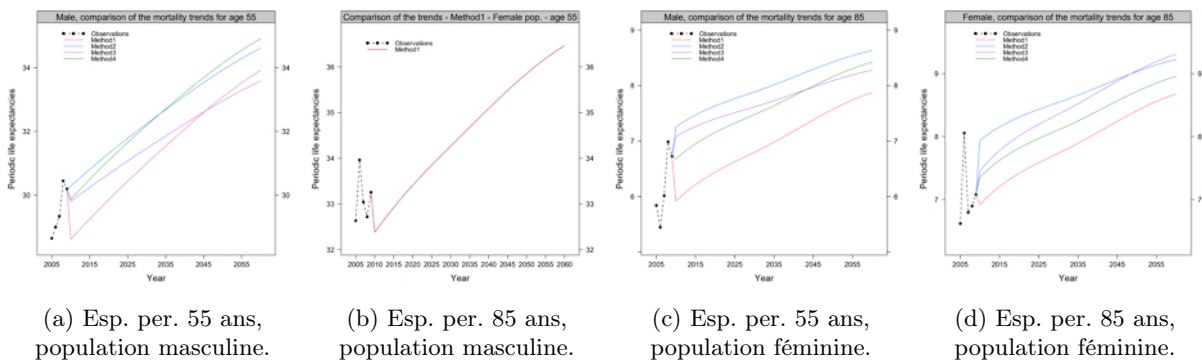 Male, comparison of the mortality trends for age 55
Periodic life expectancies
34
32
30
Observations
Method1
Method2
Method3
Method4
34
32
30
2005 2015 2025 2035 2045 2055
Year
Comparison of the trends - Method1 - Female pop. - age 55
Periodic life expectancies
36
35
34
33
32
Observations
Method1
36
35
34
33
32
2005 2010 2015 2020 2025 2030 2035 2040 2045 2050 2055 2060
Year
Male, comparison of the mortality trends for age 85
Periodic life expectancies
9
8
7
6
Observations
Method1
Method2
Method3
Method4
9
8
7
6
2005 2015 2025 2035 2045 2055
Year
Female, comparison of the mortality trends for age 85
Periodic life expectancies
9
8
7
Observations
Method1
Method2
Method3
Method4
9
8
7
2005 2015 2025 2035 2045 2055
Year
(a) Esp. per. 55 ans,
population masculine.
(b) Esp. per. 85 ans,
population masculine.
(c) Esp. per. 55 ans,
population féminine.
(d) Esp. per. 85 ans,
population féminine.